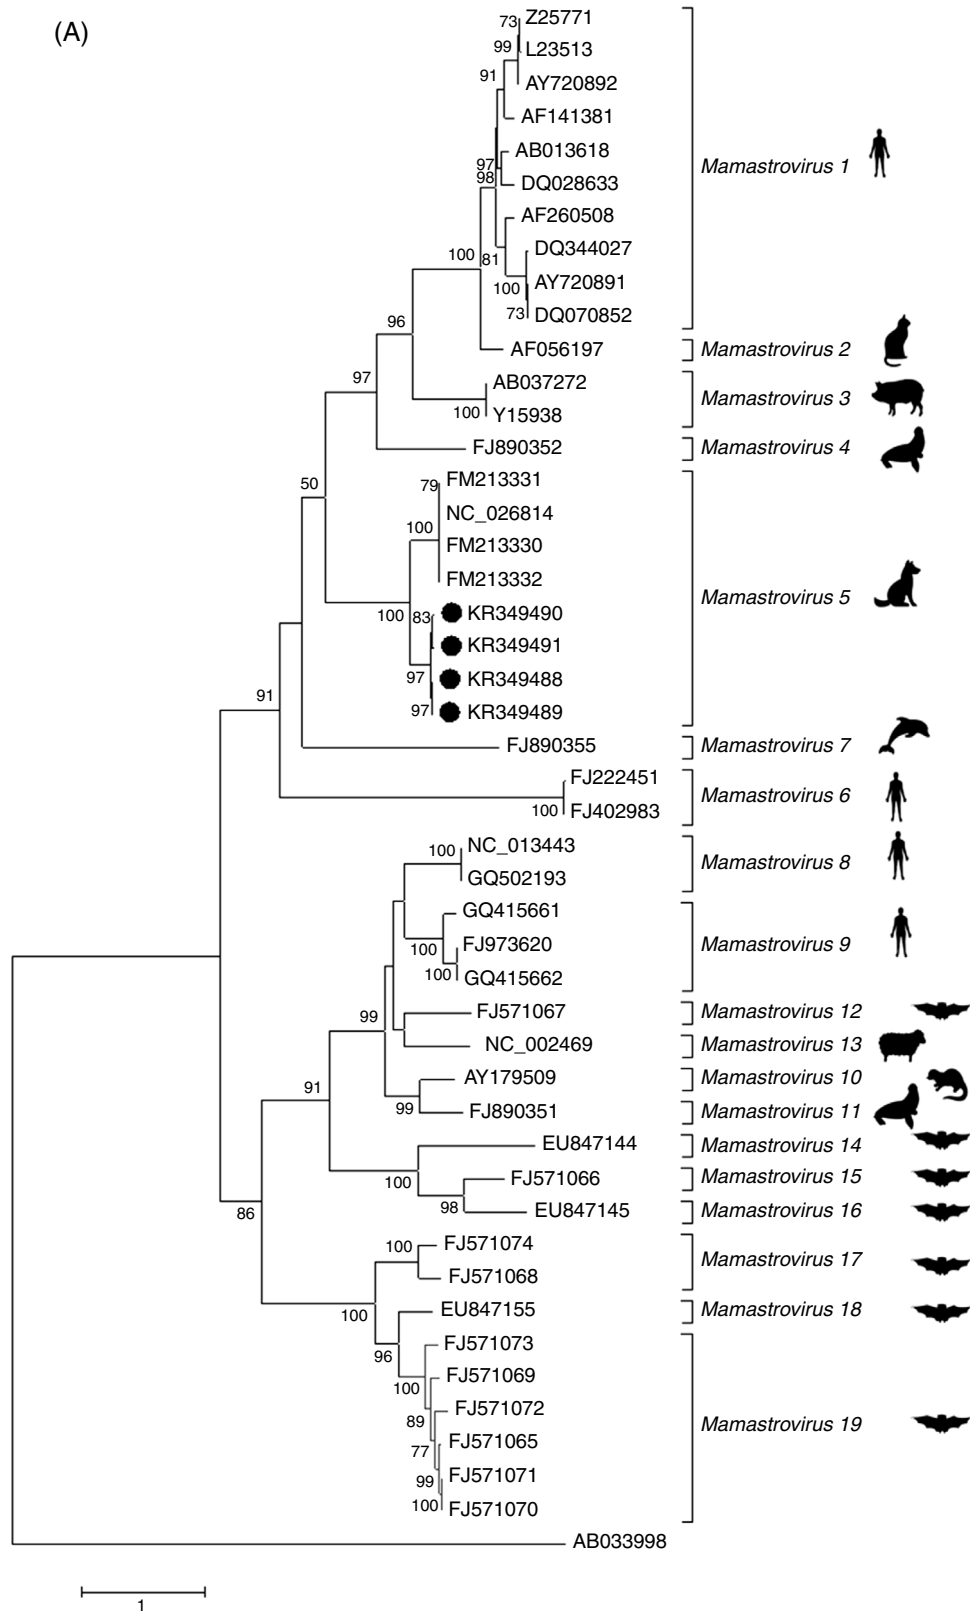 (A)
73
Z25771
99
L23513
91
AY720892
AF141381
AB013618
Mamastrovirus 1
97
98
DQ028633
AF260508
100
81
DQ344027
100
AY720891
73
DQ070852
96
AF056197
Mamastrovirus 2
97
AB037272
Mamastrovirus 3
100
Y15938
FJ890352
Mamastrovirus 4
50
79
FM213331
NC_026814
100
FM213330
FM213332
Mamastrovirus 5
100
83
KR349490
KR349491
97
KR349488
97
KR349489
91
FJ890355
Mamastrovirus 7
FJ222451
Mamastrovirus 6
100
FJ402983
100
NC_013443
Mamastrovirus 8
GQ502193
GQ415661
100
FJ973620
Mamastrovirus 9
100
GQ415662
99
FJ571067
Mamastrovirus 12
NC_002469
Mamastrovirus 13
91
AY179509
Mamastrovirus 10
99
FJ890351
Mamastrovirus 11
EU847144
Mamastrovirus 14
100
FJ571066
Mamastrovirus 15
98
EU847145
Mamastrovirus 16
86
100
FJ571074
Mamastrovirus 17
FJ571068
100
EU847155
Mamastrovirus 18
96
FJ571073
100
FJ571069
89
FJ571072
Mamastrovirus 19
77
FJ571065
99
FJ571071
100
FJ571070
AB033998
1